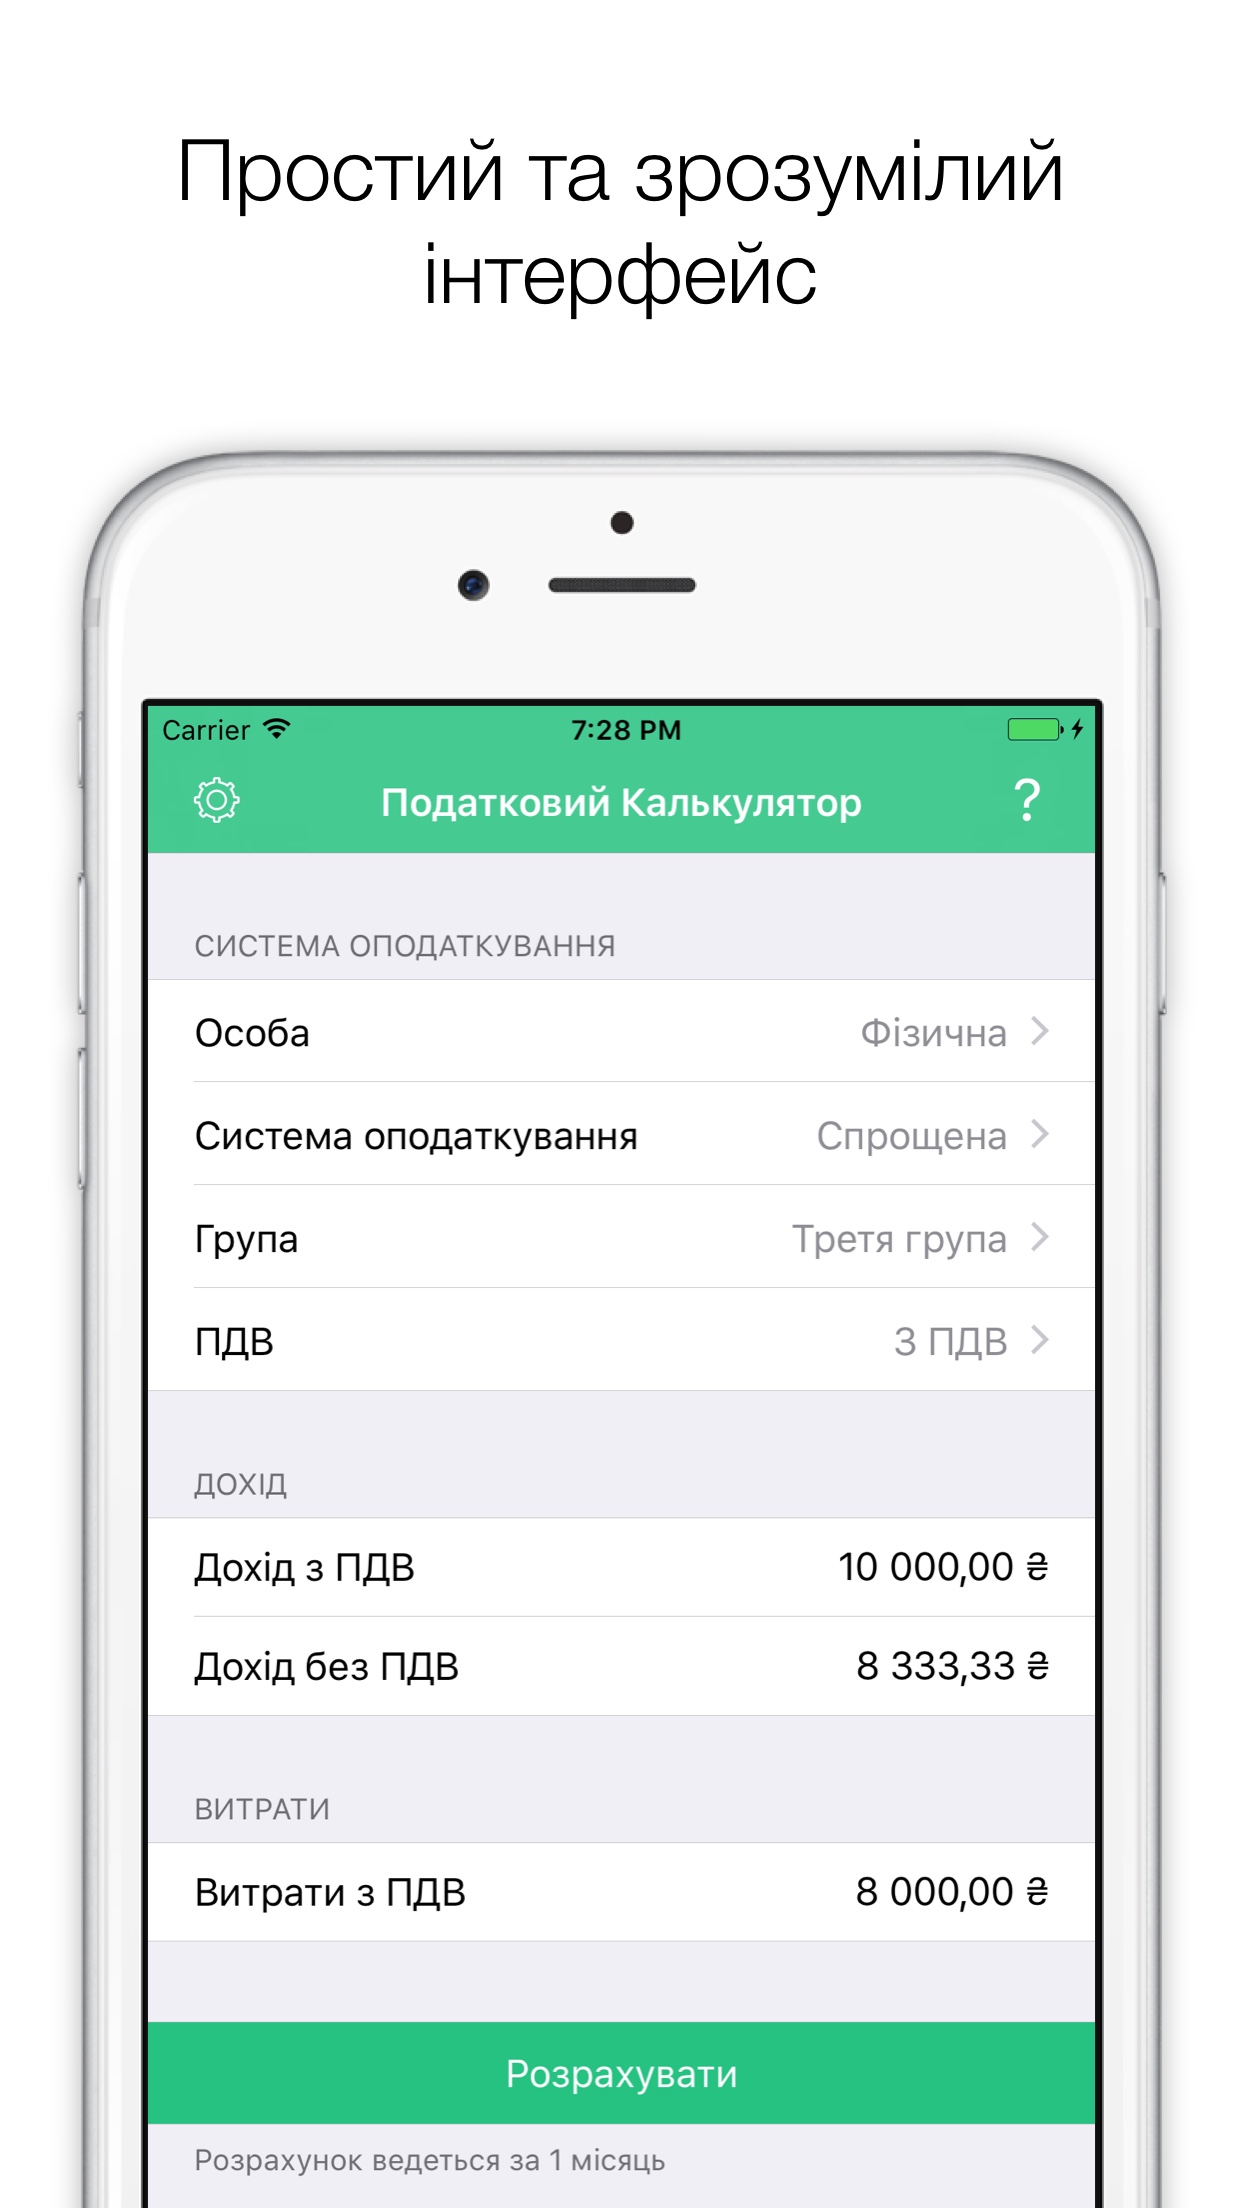 Простий та зрозумілий
інтерфейс
Carrier 7:28 PM
Податковий Калькулятор ?
СИСТЕМА ОПОДАТКУВАННЯ
Особа Фізична
Система оподаткування Спрощена
Група Третя група
ПДВ З ПДВ
ДОХІД
Дохід з ПДВ 10 000,00 ₴
Дохід без ПДВ 8 333,33 ₴
ВИТРАТИ
Витрати з ПДВ 8 000,00 ₴
Розрахувати
Розрахунок ведеться за 1 місяць